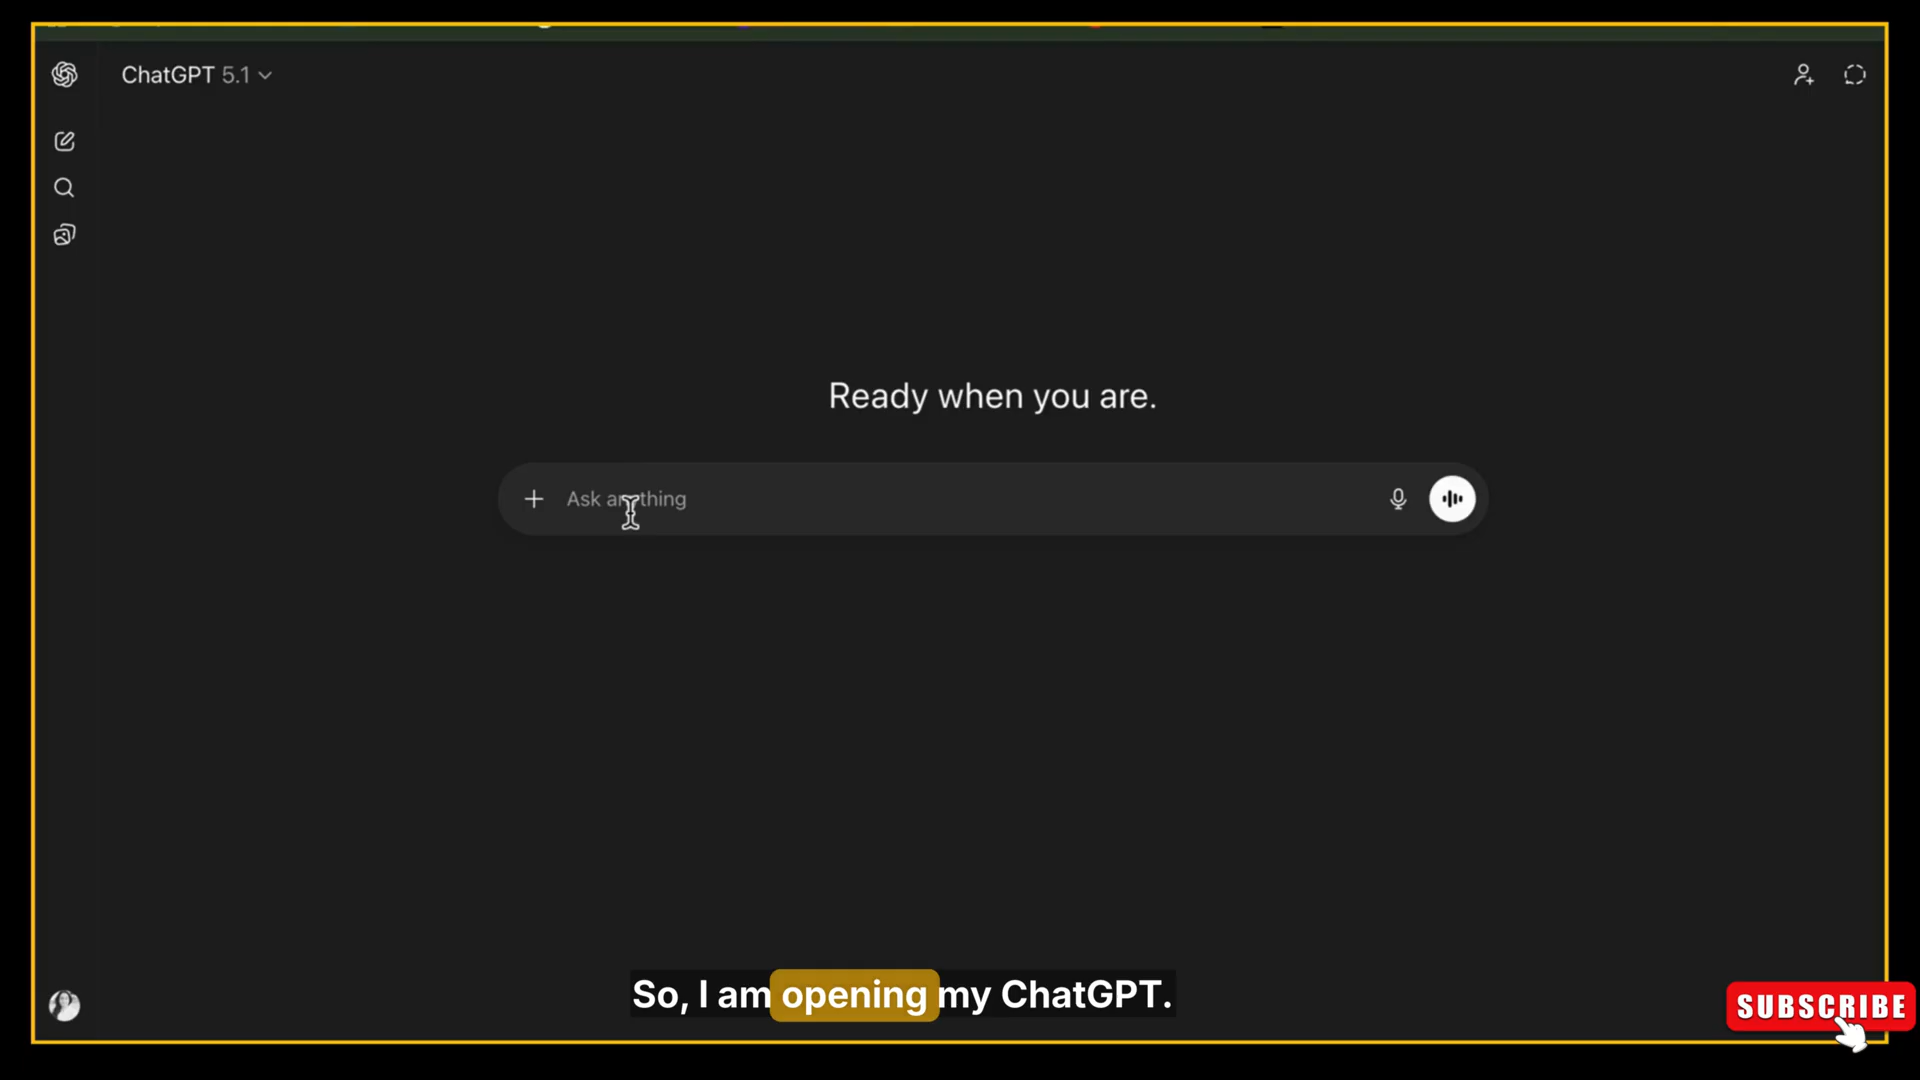 ChatGPT 5.1
Ready when you are.
Ask anything
So, I am opening my ChatGPT.
SUBSCRIBE